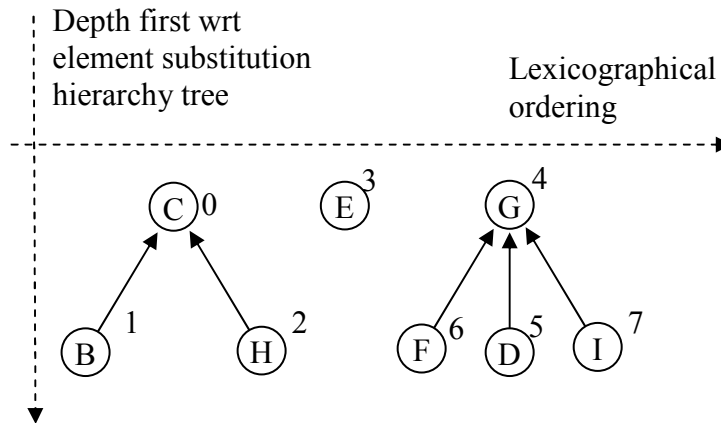 Depth first wrt
element substitution
hierarchy tree
Lexicographical
ordering
C 0
E 3
G 4
B 1
H 2
F 6
D 5
I 7